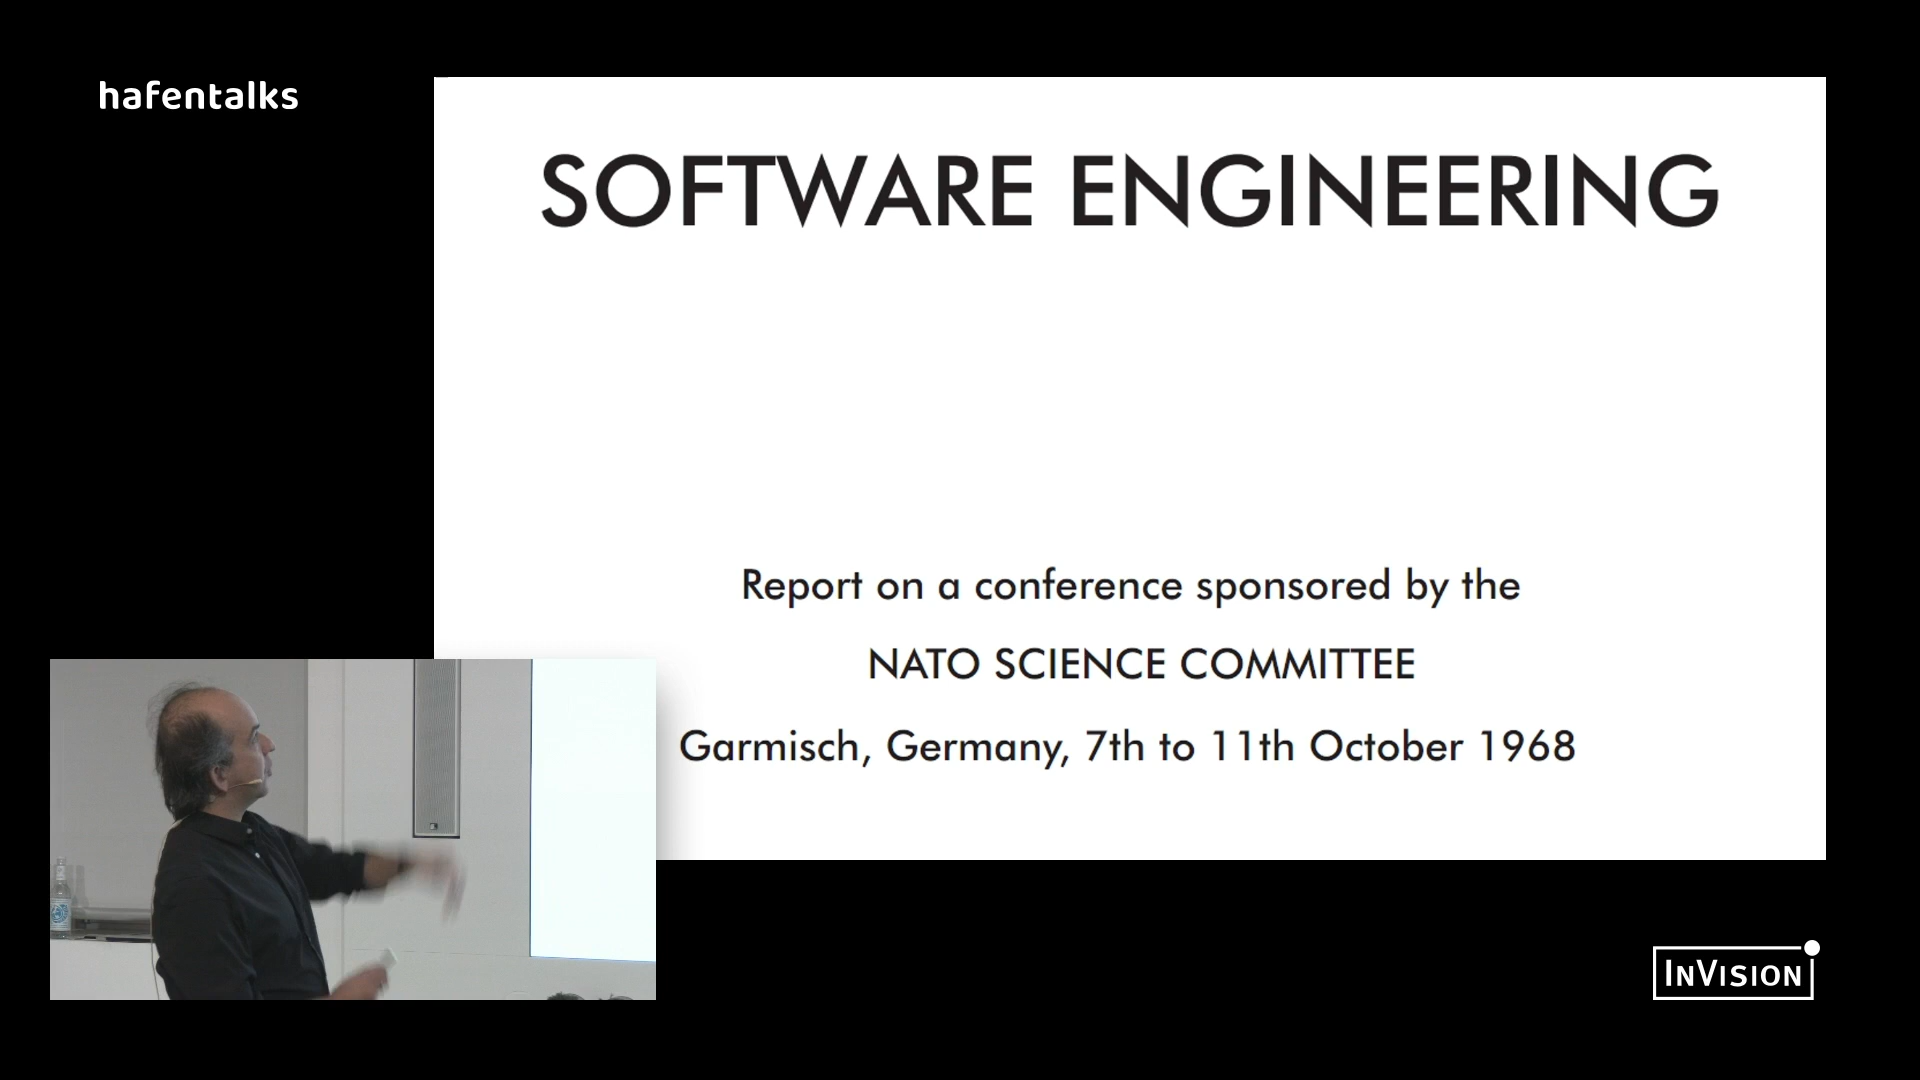 hafentalks
SOFTWARE ENGINEERING
Report on a conference sponsored by the
NATO SCIENCE COMMITTEE
Garmisch, Germany, 7th to 11th October 1968
INVISION